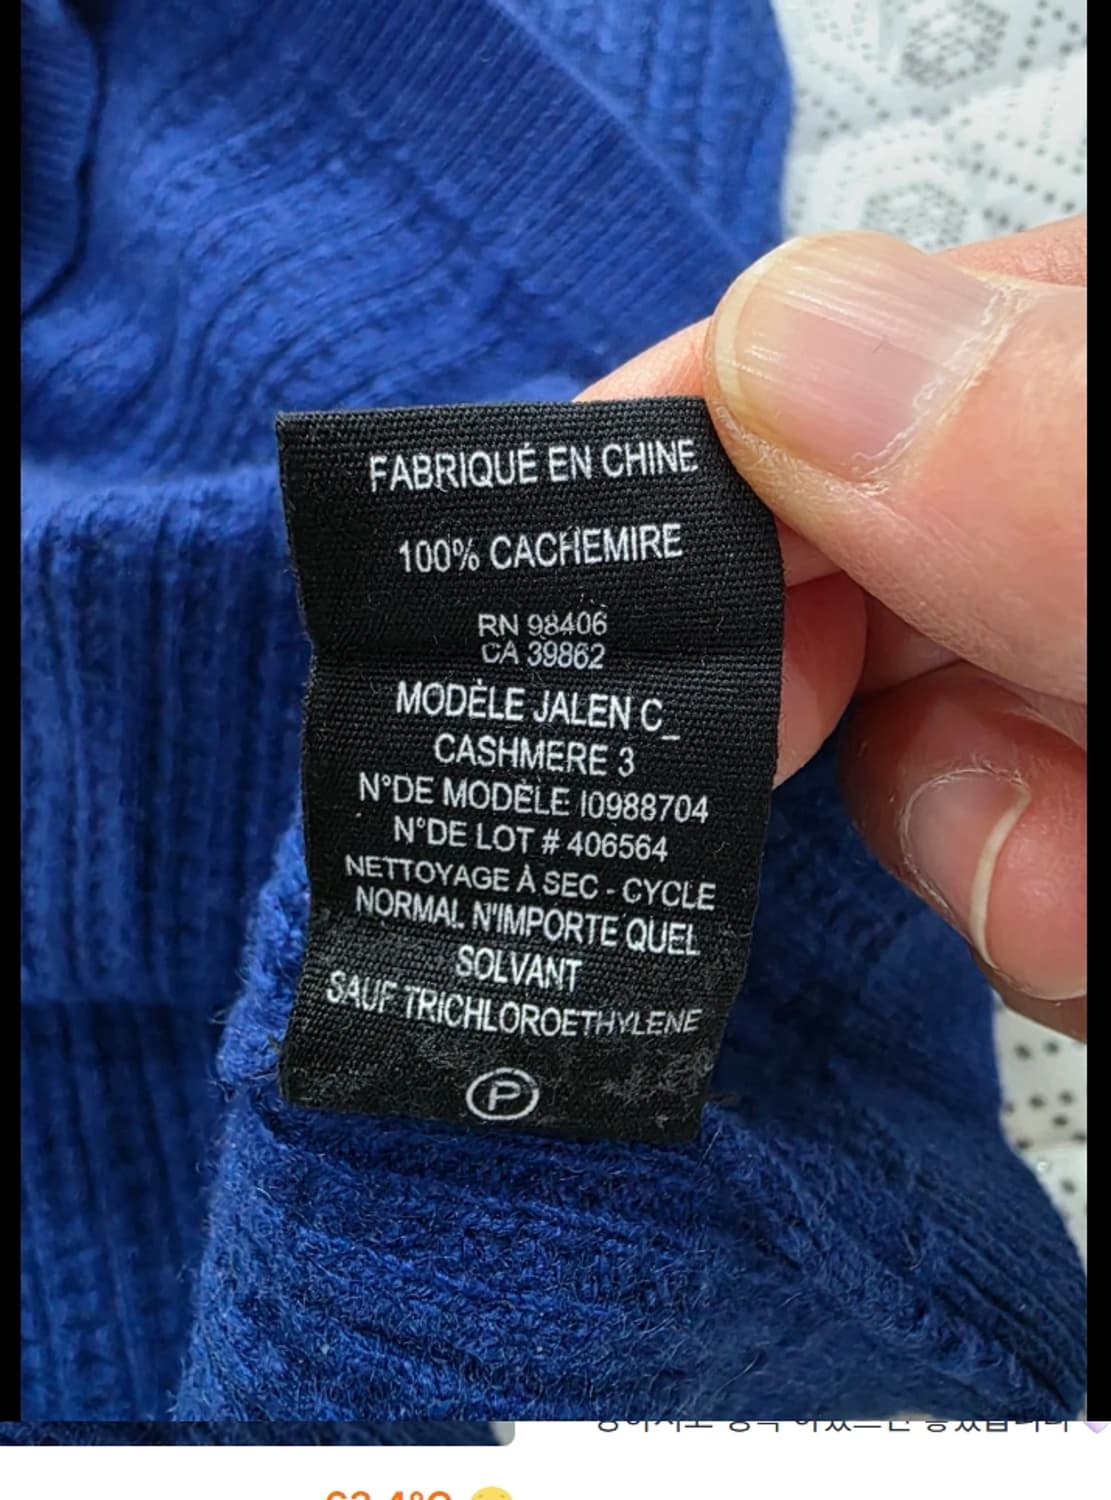 FABRIQUÉ EN CHINE
100% CACHEMIRE
RN 98406
CA 39862
MODÈLE JALEN C_
CASHMERE 3
N°DE MODÈLE I0988704
N°DE LOT # 406564
NETTOYAGE À SEC - CYCLE
NORMAL N'IMPORTE QUEL
SOLVANT
SAUF TRICHLOROETHYLENE
P